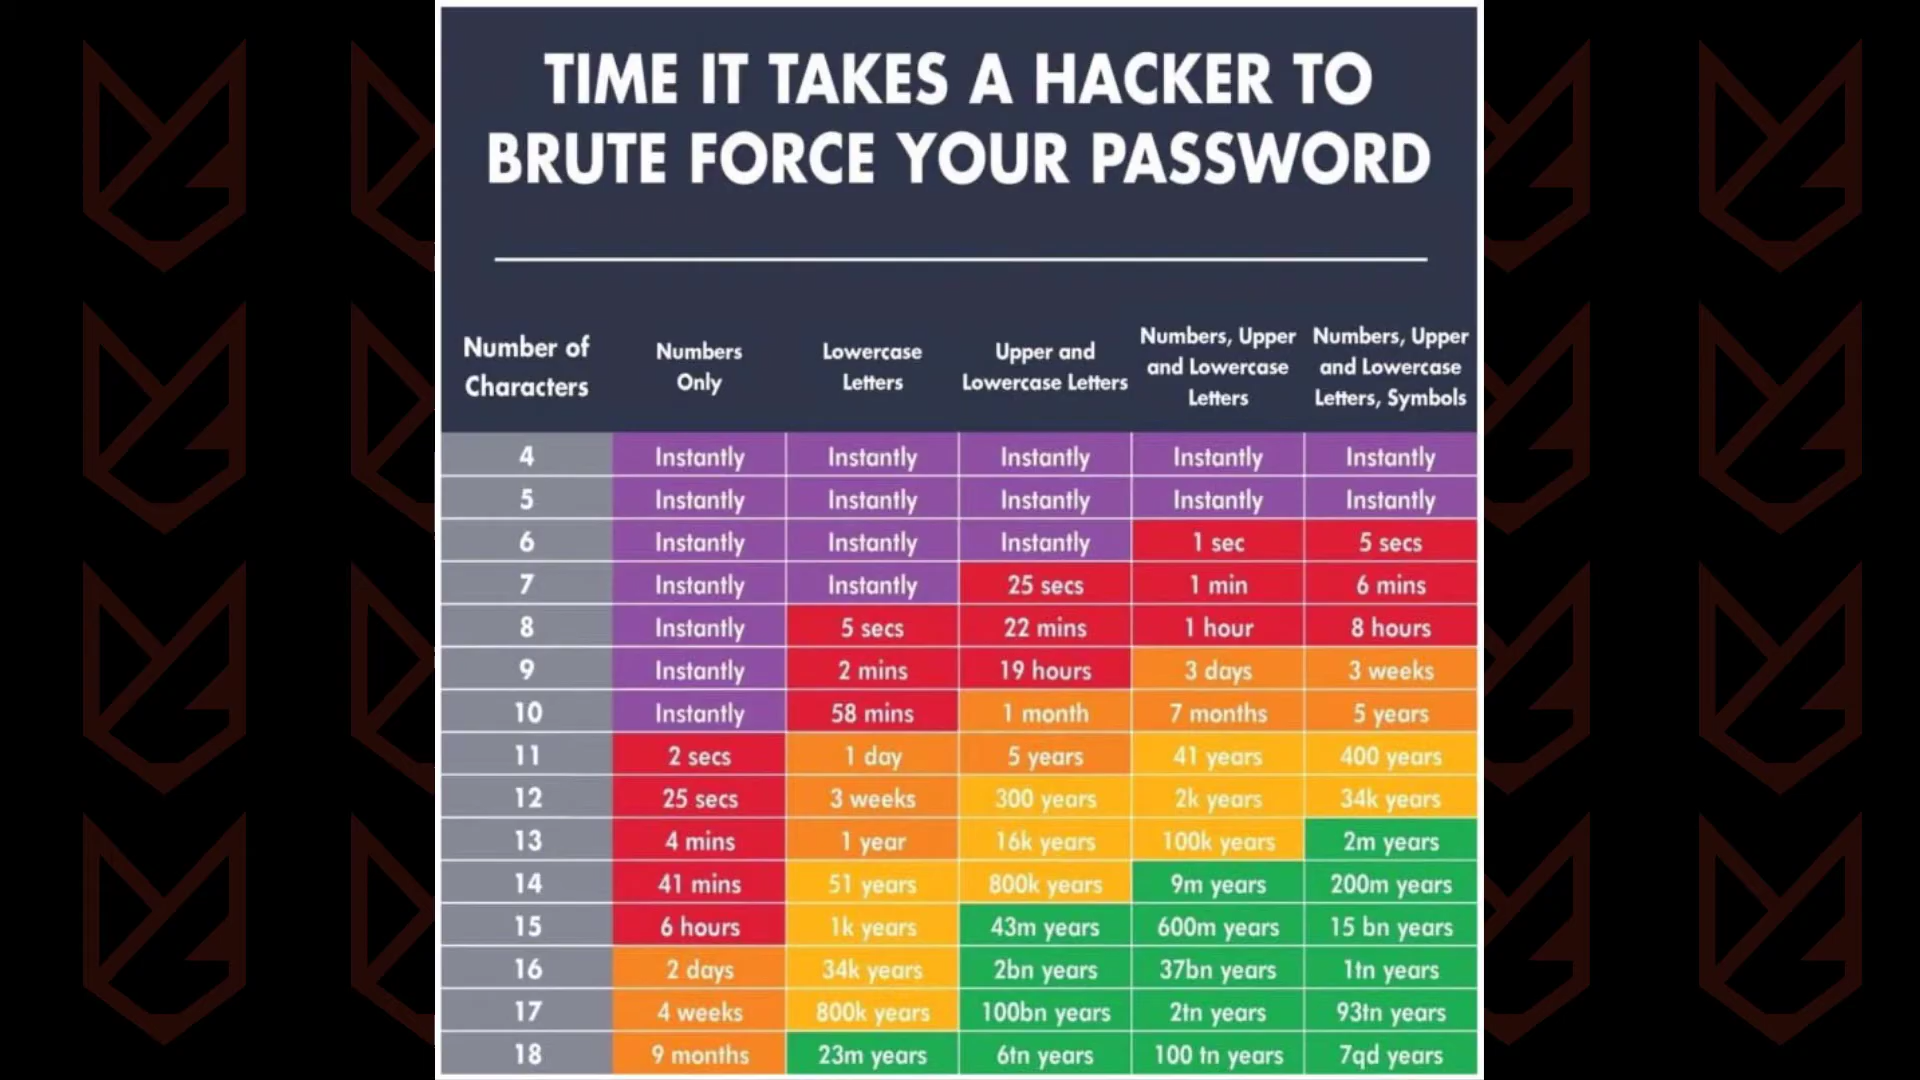 TIME IT TAKES A HACKER TO
BRUTE FORCE YOUR PASSWORD
Number of Characters | Numbers Only | Lowercase Letters | Upper and Lowercase Letters | Numbers, Upper and Lowercase Letters | Numbers, Upper and Lowercase Letters, Symbols
4 Instantly Instantly Instantly Instantly Instantly
5 Instantly Instantly Instantly Instantly Instantly
6 Instantly Instantly Instantly 1 sec 5 secs
7 Instantly Instantly 25 secs 1 min 6 mins
8 Instantly 5 secs 22 mins 1 hour 8 hours
9 Instantly 2 mins 19 hours 3 days 3 weeks
10 Instantly 58 mins 1 month 7 months 5 years
11 2 secs 1 day 5 years 41 years 400 years
12 25 secs 3 weeks 300 years 2k years 34k years
13 4 mins 1 year 16k years 100k years 2m years
14 41 mins 51 years 800k years 9m years 200m years
15 6 hours 1k years 43m years 600m years 15 bn years
16 2 days 34k years 2bn years 37bn years 1tn years
17 4 weeks 800k years 100bn years 2tn years 93tn years
18 9 months 23m years 6tn years 100 tn years 7qd years